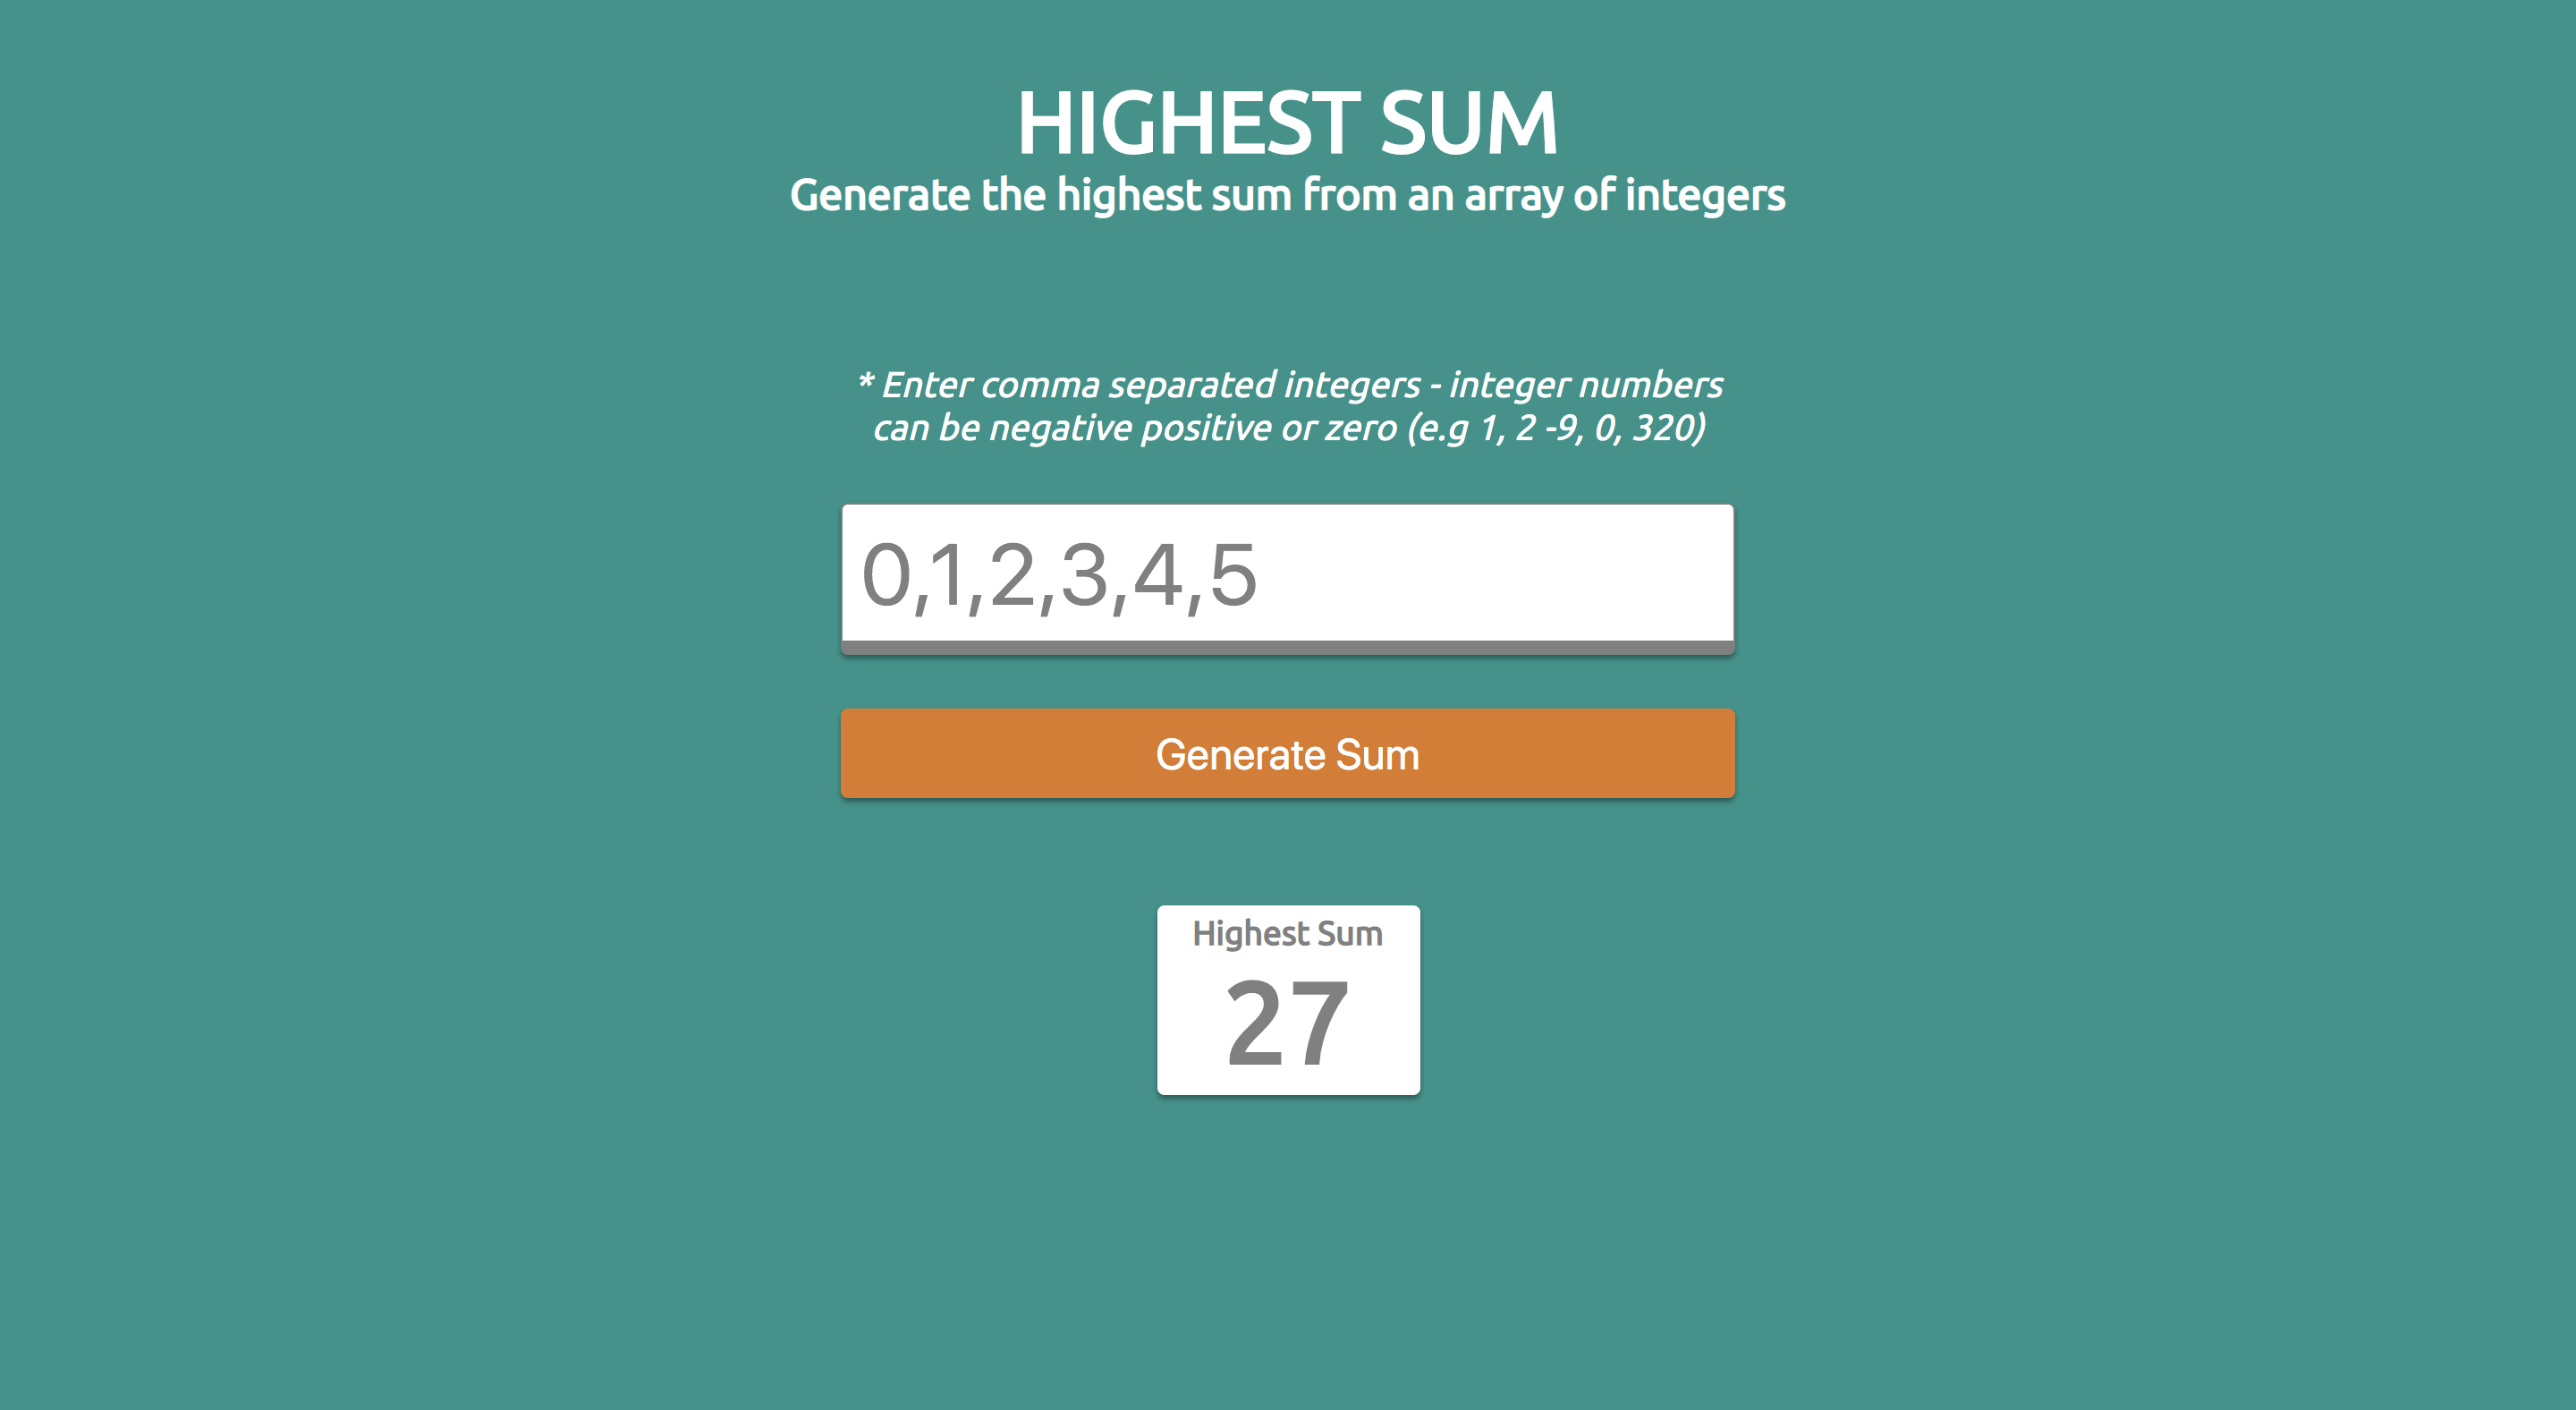 HIGHEST SUM
Generate the highest sum from an array of integers
* Enter comma separated integers - integer numbers
can be negative positive or zero (e.g 1, 2 -9, 0, 320)
0,1,2,3,4,5
Generate Sum
Highest Sum
27